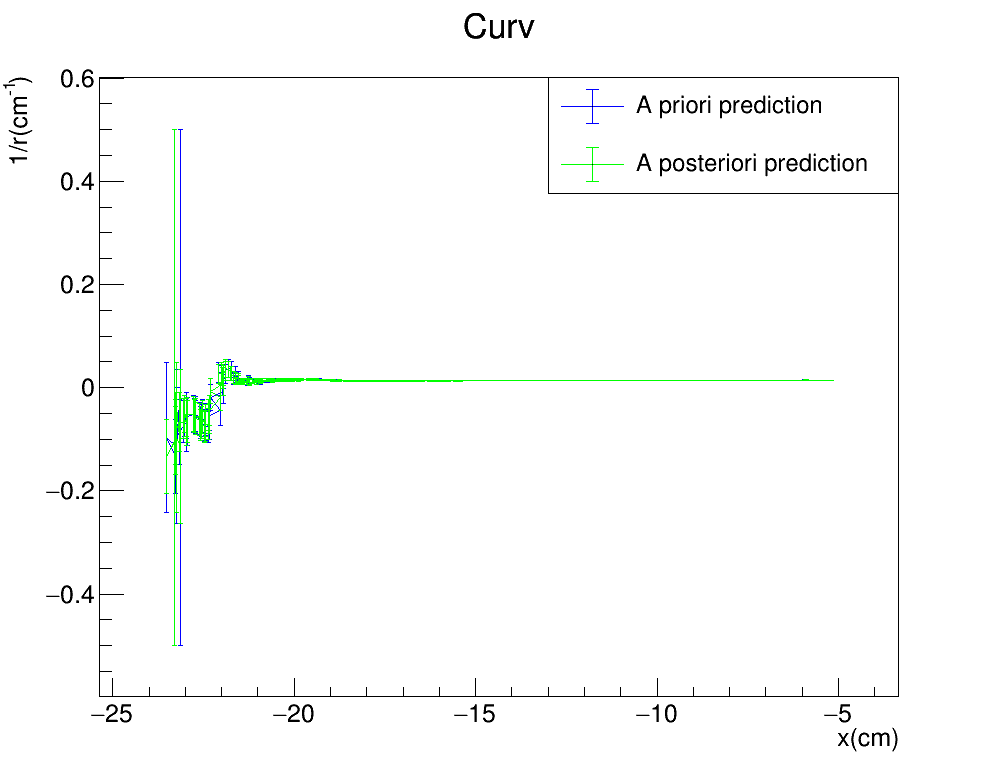 Curv
1/r(cm⁻¹)
0.6
0.4
0.2
0
−0.2
−0.4
A priori prediction
A posteriori prediction
−25 −20 −15 −10 −5
x(cm)